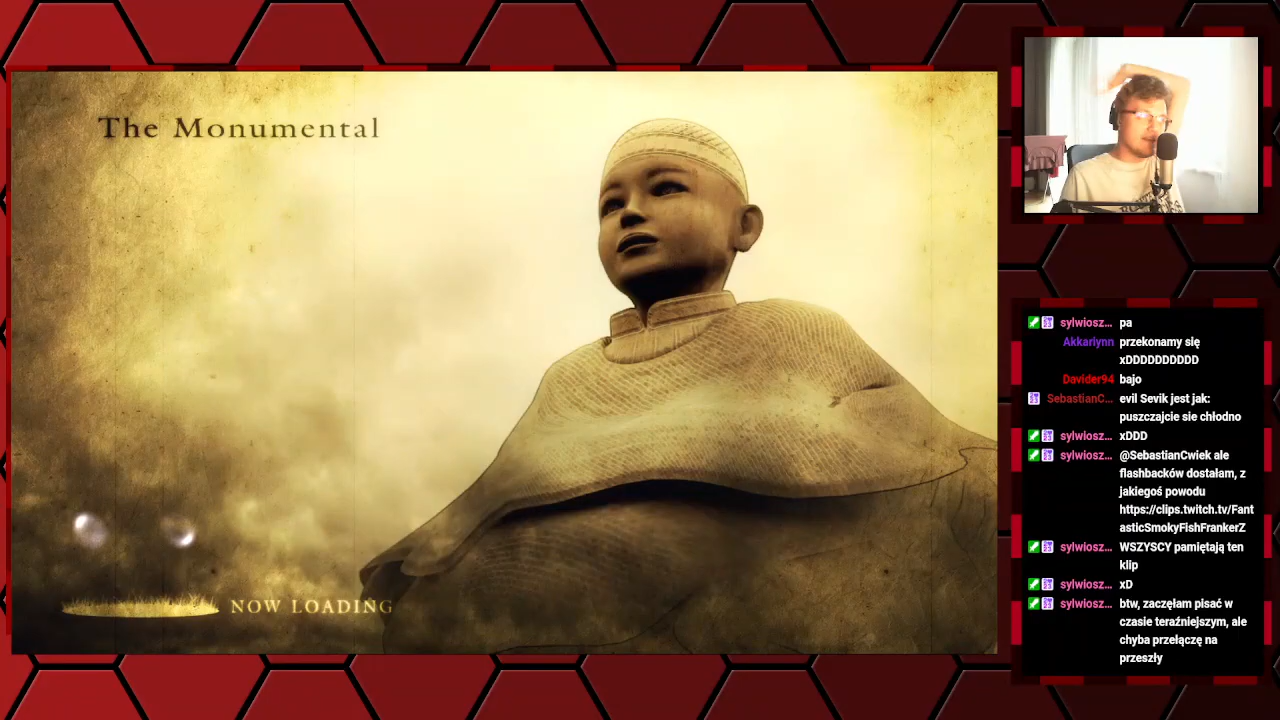 The Monumental
NOW LOADING
sylwiosz... pa
Akkarlynn przekonamy się
xDDDDDDDDDD
Davider94 bajo
SebastianC... evil Sevik jest jak:
puszczajcie sie chłodno
sylwiosz... xDDD
sylwiosz... @SebastianCwiek ale
flashbacków dostałam, z
jakiegoś powodu
https://clips.twitch.tv/Fant
asticSmokyFishFrankerZ
sylwiosz... WSZYSCY pamiętają ten
klip
sylwiosz... xD
sylwiosz... btw, zaczęłam pisać w
czasie teraźniejszym, ale
chyba przełączę na
przeszły